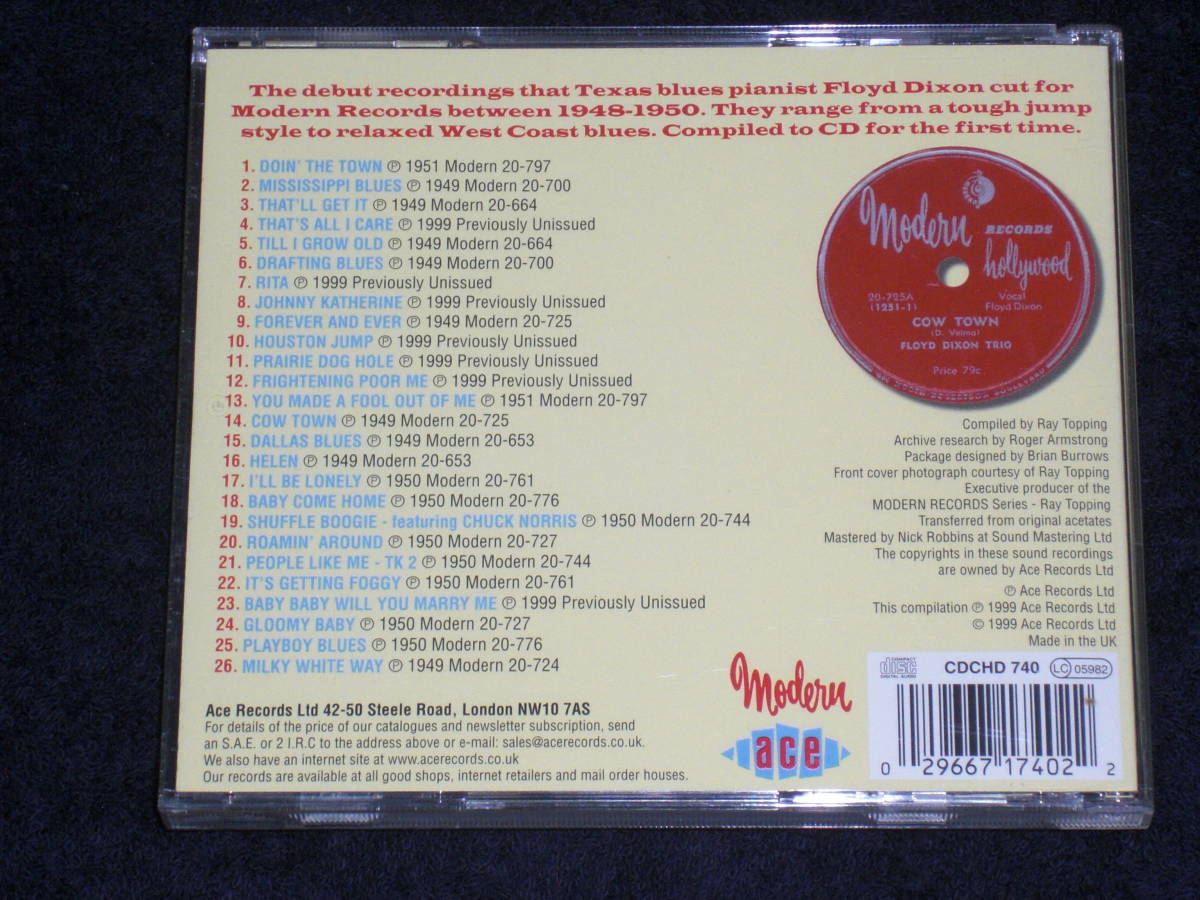 The debut recordings that Texas blues pianist Floyd Dixon cut for
Modern Records between 1948-1950. They range from a tough jump
style to relaxed West Coast blues. Compiled to CD for the first time.
1. DOIN' THE TOWN ℗ 1951 Modern 20-797
2. MISSISSIPPI BLUES ℗ 1949 Modern 20-700
3. THAT'LL GET IT ℗ 1949 Modern 20-664
4. THAT'S ALL I CARE ℗ 1999 Previously Unissued
5. TILL I GROW OLD ℗ 1949 Modern 20-664
6. DRAFTING BLUES ℗ 1949 Modern 20-700
7. RITA ℗ 1999 Previously Unissued
8. JOHNNY KATHERINE ℗ 1999 Previously Unissued
9. FOREVER AND EVER ℗ 1949 Modern 20-725
10. HOUSTON JUMP ℗ 1999 Previously Unissued
11. PRAIRIE DOG HOLE ℗ 1999 Previously Unissued
12. FRIGHTENING POOR ME ℗ 1999 Previously Unissued
13. YOU MADE A FOOL OUT OF ME ℗ 1951 Modern 20-797
14. COW TOWN ℗ 1949 Modern 20-725
15. DALLAS BLUES ℗ 1949 Modern 20-653
16. HELEN ℗ 1949 Modern 20-653
17. I'LL BE LONELY ℗ 1950 Modern 20-761
18. BABY COME HOME ℗ 1950 Modern 20-776
19. SHUFFLE BOOGIE - featuring CHUCK NORRIS ℗ 1950 Modern 20-744
20. ROAMIN' AROUND ℗ 1950 Modern 20-727
21. PEOPLE LIKE ME - TK 2 ℗ 1950 Modern 20-744
22. IT'S GETTING FOGGY ℗ 1950 Modern 20-761
23. BABY BABY WILL YOU MARRY ME ℗ 1999 Previously Unissued
24. GLOOMY BABY ℗ 1950 Modern 20-727
25. PLAYBOY BLUES ℗ 1950 Modern 20-776
26. MILKY WHITE WAY ℗ 1949 Modern 20-724
Modern
RECORDS
hollywood
20-725A
(1251-1)
Vocal
Floyd Dixon
COW TOWN
(D. Velma)
FLOYD DIXON TRIO
Price 79c
Compiled by Ray Topping
Archive research by Roger Armstrong
Package designed by Brian Burrows
Front cover photograph courtesy of Ray Topping
Executive producer of the
MODERN RECORDS Series - Ray Topping
Transferred from original acetates
Mastered by Nick Robbins at Sound Mastering Ltd
The copyrights in these sound recordings
are owned by Ace Records Ltd
℗ Ace Records Ltd
This compilation ℗ 1999 Ace Records Ltd
© 1999 Ace Records Ltd
Made in the UK
Ace Records Ltd 42-50 Steele Road, London NW10 7AS
For details of the price of our catalogues and newsletter subscription, send
an S.A.E. or 2 I.R.C to the address above or e-mail: sales@acerecords.co.uk.
We also have an internet site at www.acerecords.co.uk
Our records are available at all good shops, internet retailers and mail order houses.
Modern
ace
COMPACT
disc
DIGITAL AUDIO
CDCHD 740
LC 05982
0 29667 17402 2